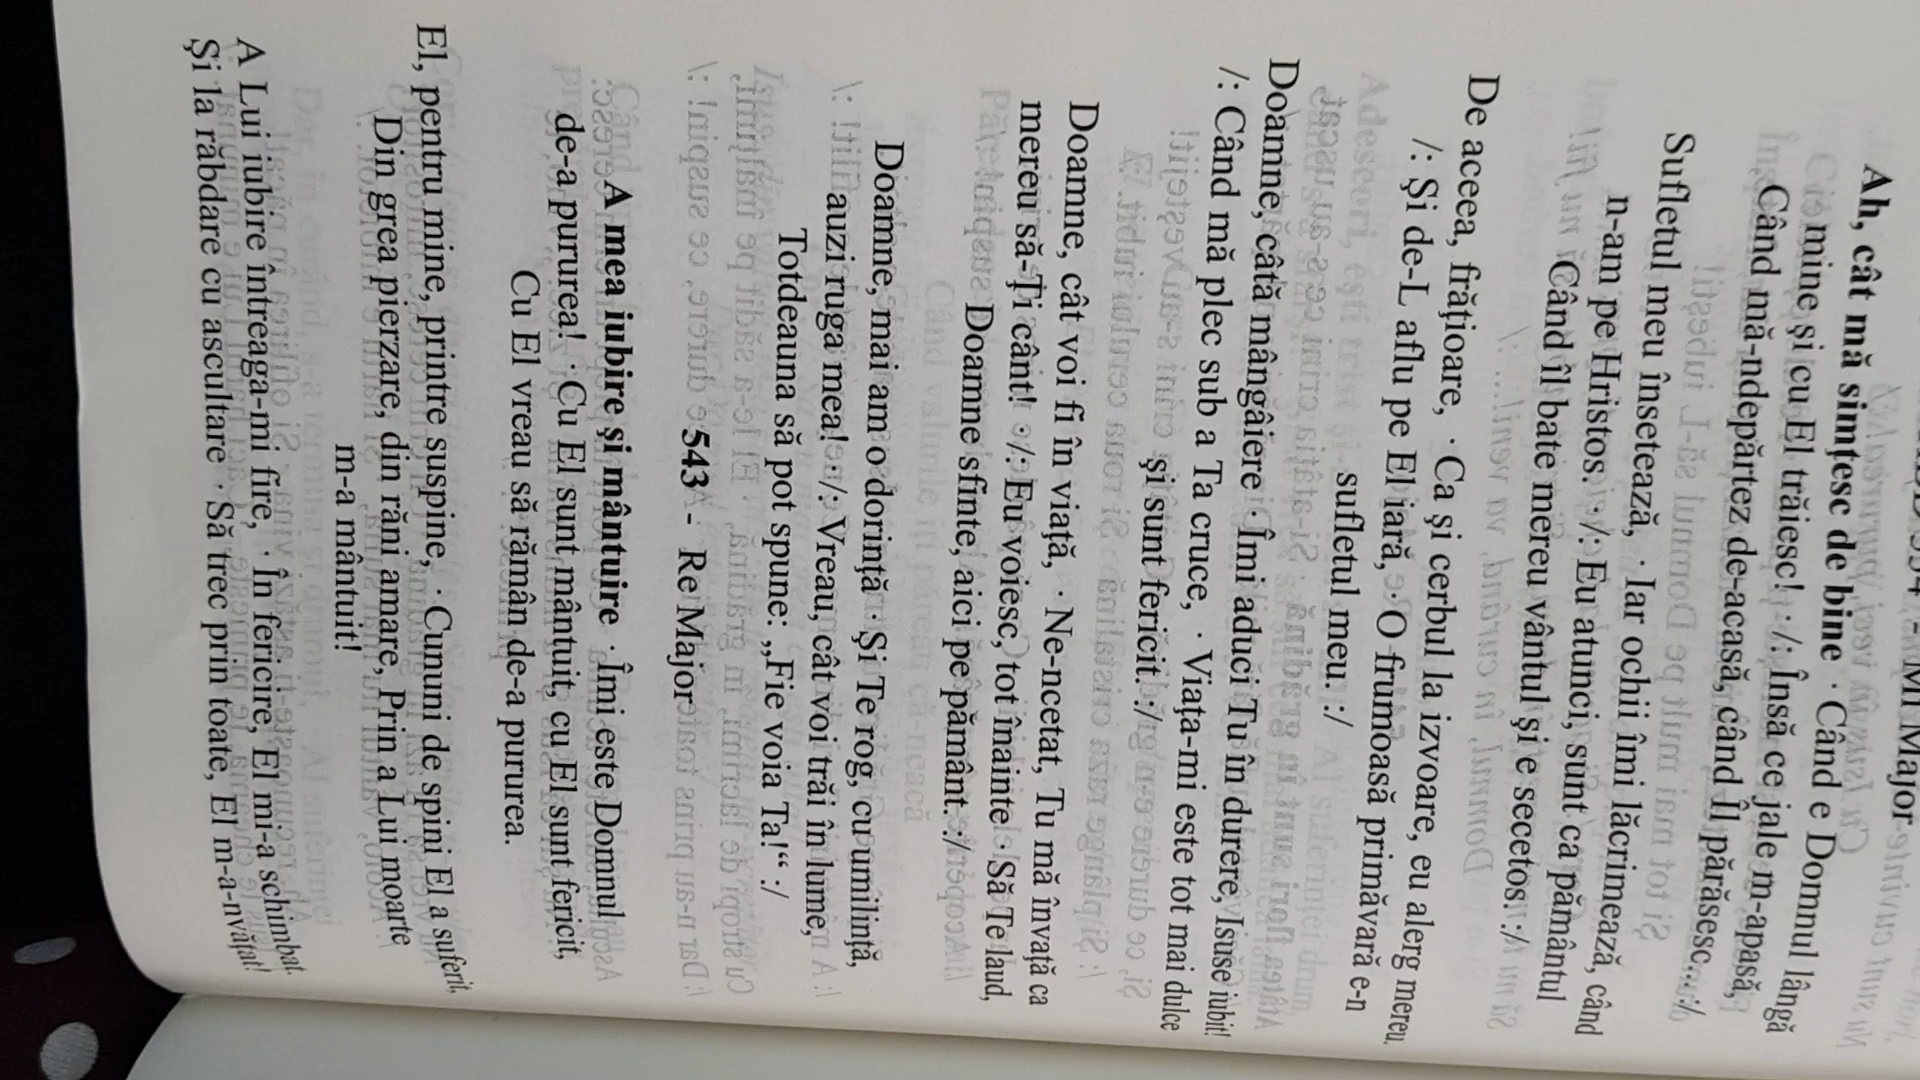 - Mi Major
Ah, cât mă simțesc de bine · Când e Domnul lângă
mine și cu El trăiesc! ·/: Însă ce jale m-apasă,
Când mă-ndepărtez de-acasă, când Îl părăsesc...:/
Sufletul meu însetează, · Iar ochii îmi lăcrimează, când
n-am pe Hristos. ·/: Eu atunci, sunt ca pământul
Când îl bate mereu vântul și e secetos. :/
De aceea, frățioare, · Ca și cerbul la izvoare, eu alerg mereu,
/: Și de-L aflu pe El iară, · O frumoasă primăvară e-n
sufletul meu. :/
Doamne, câtă mângâiere · Îmi aduci Tu în durere, Isuse iubit!
/: Când mă plec sub a Ta cruce, · Viața-mi este tot mai dulce
și sunt fericit. :/
Doamne, cât voi fi în viață, · Ne-ncetat, Tu mă învață ca
mereu să-Ți cânt! ·/: Eu voiesc, tot înainte · Să Te laud,
Doamne sfinte, aici pe pământ. :/
Doamne, mai am o dorință · Și Te rog, cu umilință,
auzi ruga mea! ·/: Vreau, cât voi trăi în lume,
Totdeauna să pot spune: „Fie voia Ta!“ :/
543 - Re Major
A mea iubire și mântuire · Îmi este Domnul
de-a pururea! · Cu El sunt mântuit, cu El sunt fericit,
Cu El vreau să rămân de-a pururea.
El, pentru mine, printre suspine, · Cununi de spini El a suferit,
Din grea pierzare, din răni amare, Prin a Lui moarte
m-a mântuit!
A Lui iubire întreaga-mi fire, · În fericire, El mi-a schimbat.
Și la răbdare cu ascultare · Să trec prin toate, El m-a-nvățat!